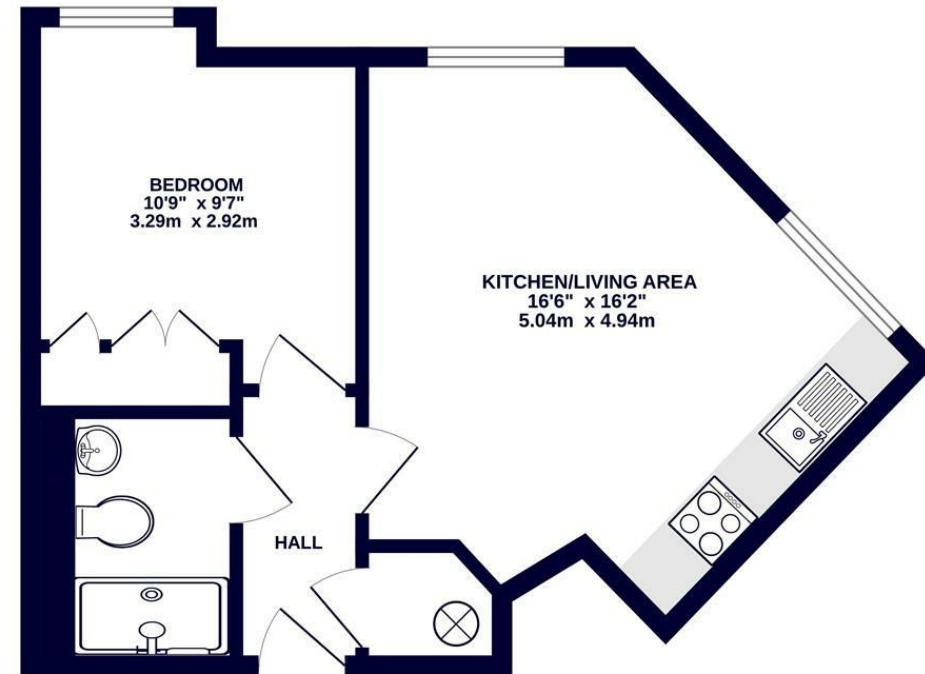 BEDROOM
10'9" x 9'7"
3.29m x 2.92m
KITCHEN/LIVING AREA
16'6" x 16'2"
5.04m x 4.94m
HALL